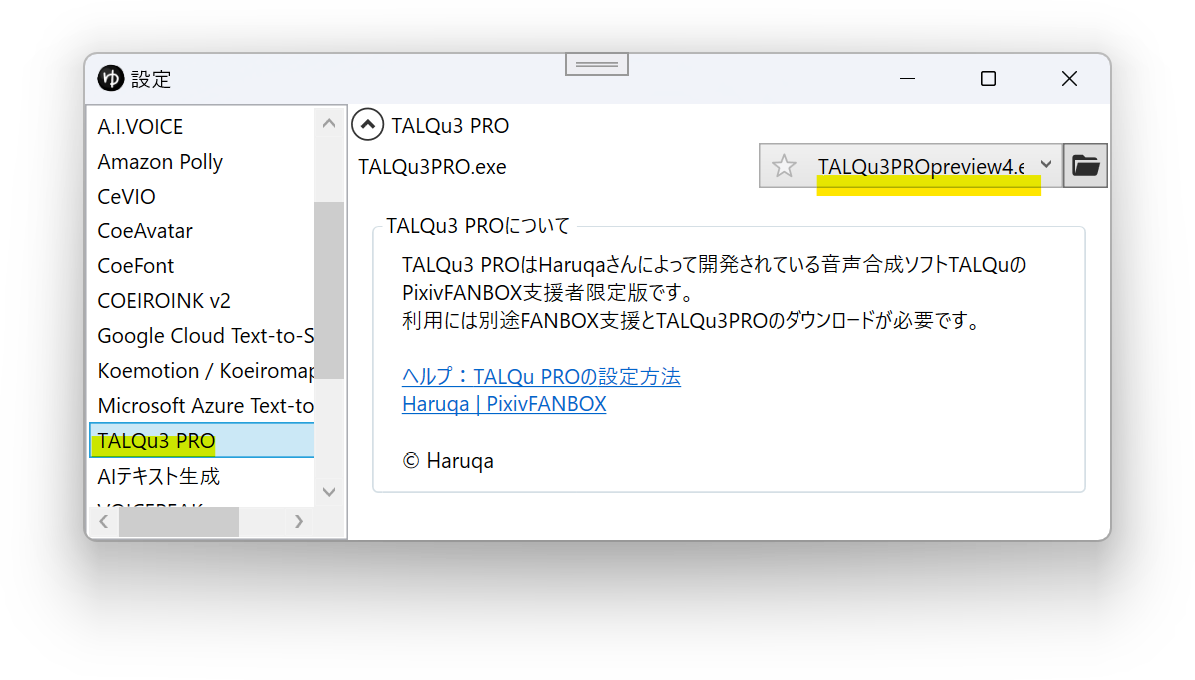 ゆ 設定
A.I.VOICE
Amazon Polly
CeVIO
CoeAvatar
CoeFont
COEIROINK v2
Google Cloud Text-to-S
Koemotion / Koeiromap
Microsoft Azure Text-to
TALQu3 PRO
AIテキスト生成
VOICEPEAK
TALQu3 PRO
TALQu3PRO.exe
TALQu3PROpreview4.e
TALQu3 PROについて
TALQu3 PROはHaruqaさんによって開発されている音声合成ソフトTALQuの
PixivFANBOX支援者限定版です。
利用には別途FANBOX支援とTALQu3PROのダウンロードが必要です。
ヘルプ：TALQu PROの設定方法
Haruqa | PixivFANBOX
© Haruqa